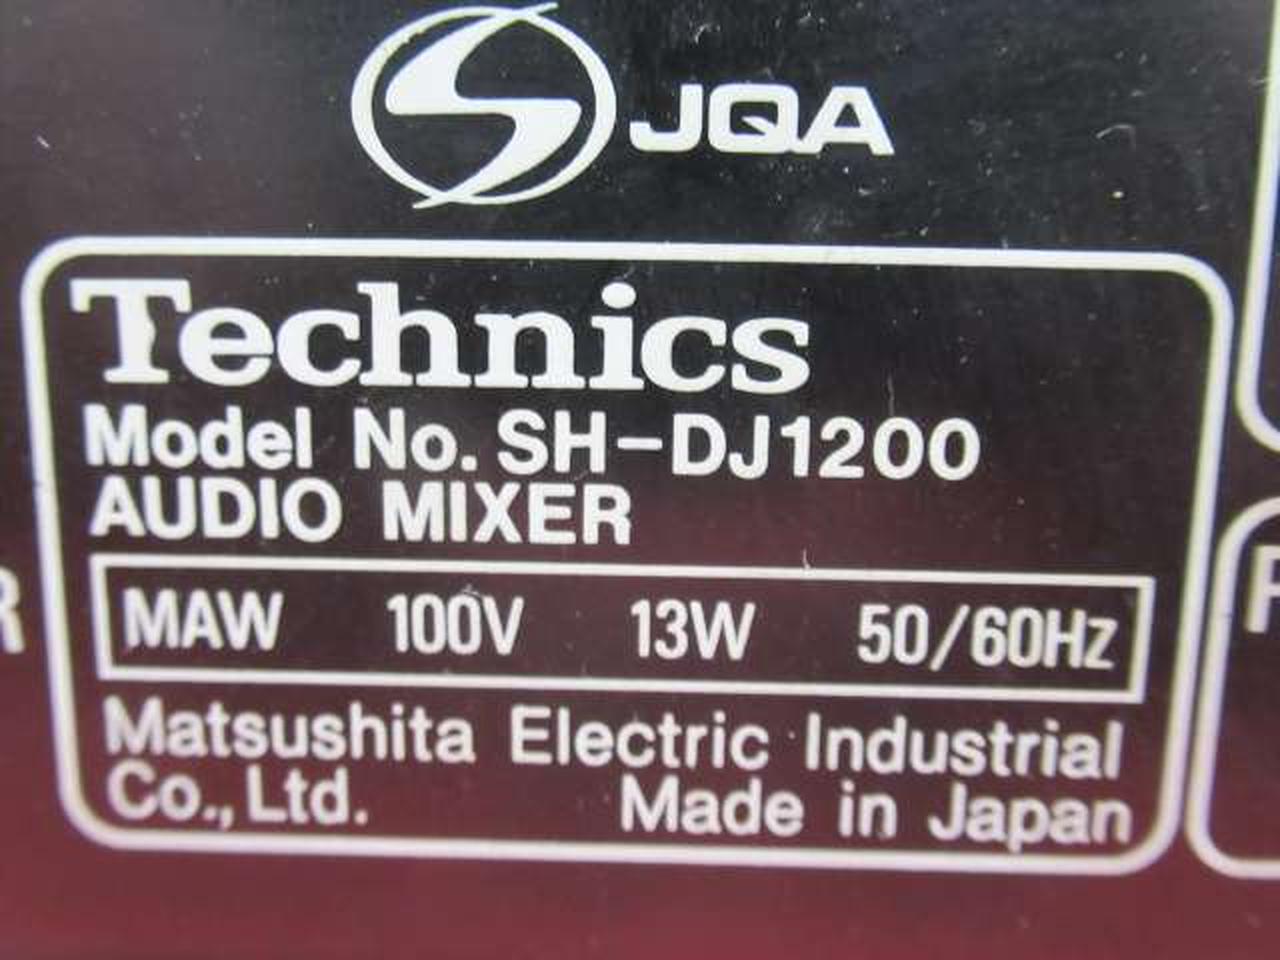 JQA
Technics
Model No. SH-DJ1200
AUDIO MIXER
MAW 100V 13W 50/60Hz
Matsushita Electric Industrial
Co., Ltd. Made in Japan